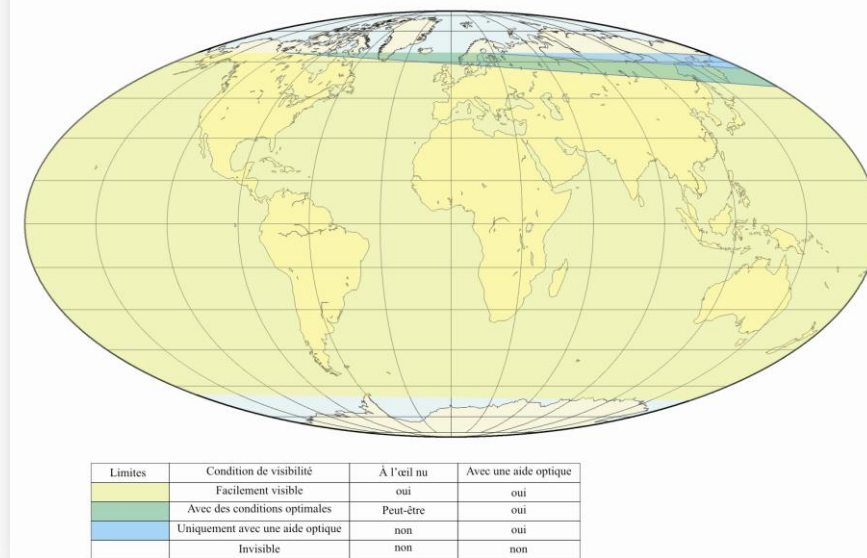 Limites Condition de visibilité À l’œil nu Avec une aide optique
Facilement visible oui oui
Avec des conditions optimales Peut-être oui
Uniquement avec une aide optique non oui
Invisible non non